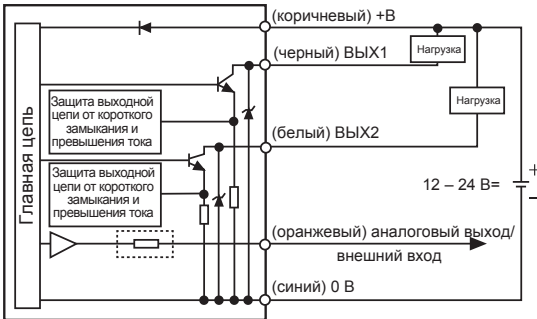 (коричневый) +В
(черный) ВЫХ1
Нагрузка
Защита выходной
цепи от короткого
замыкания и
превышения тока
Нагрузка
(белый) ВЫХ2
Главная цепь
Защита выходной
цепи от короткого
замыкания и
превышения тока
12 – 24 В=
+
–
(оранжевый) аналоговый выход/
внешний вход
(синий) 0 В